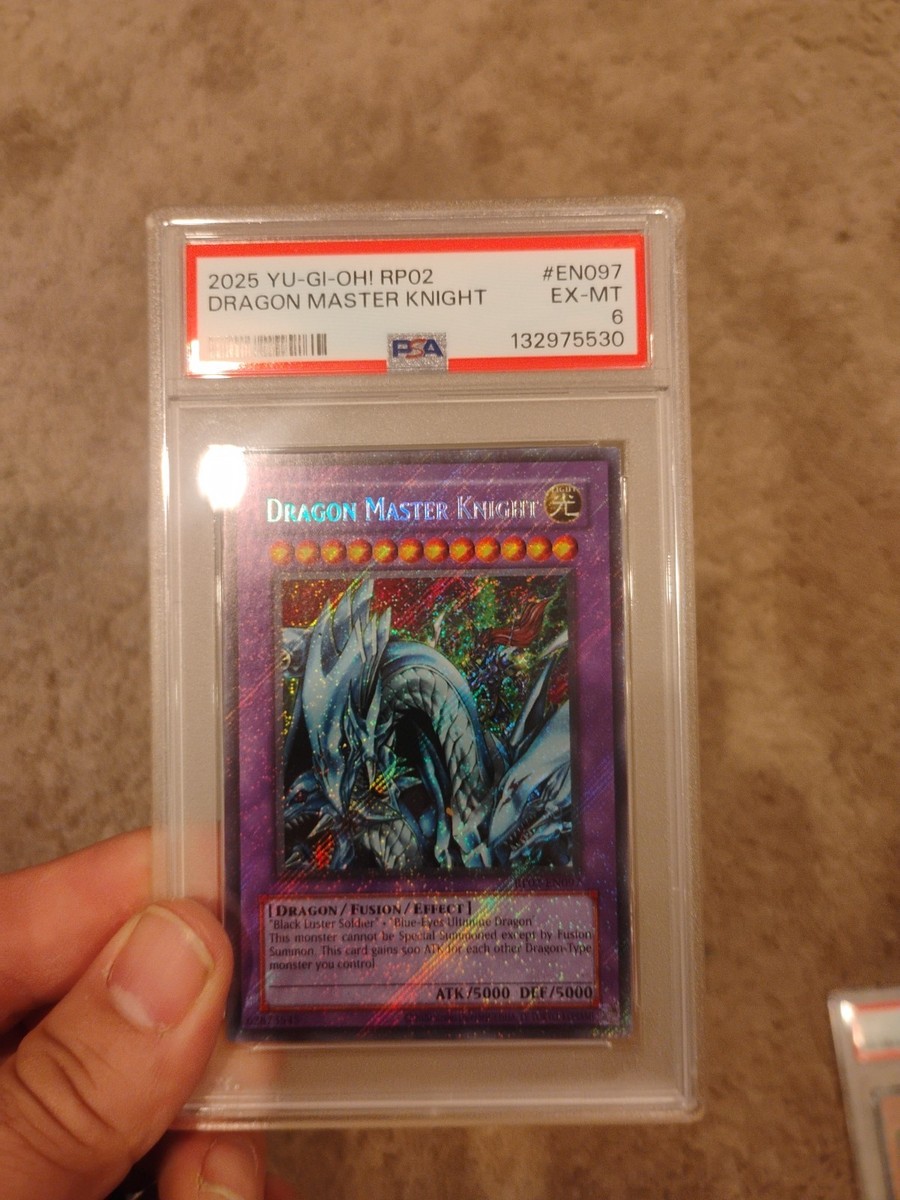 2025 YU-GI-OH! RP02 #EN097
DRAGON MASTER KNIGHT EX-MT
6
PSA 132975530
DRAGON MASTER KNIGHT
LIGHT
光
[DRAGON/FUSION/EFFECT]
"Black Luster Soldier" + "Blue-Eyes Ultimate Dragon"
This monster cannot be Special Summoned except by Fusion
Summon. This card gains 500 ATK for each other Dragon-Type
monster you control
ATK/5000 DEF/5000